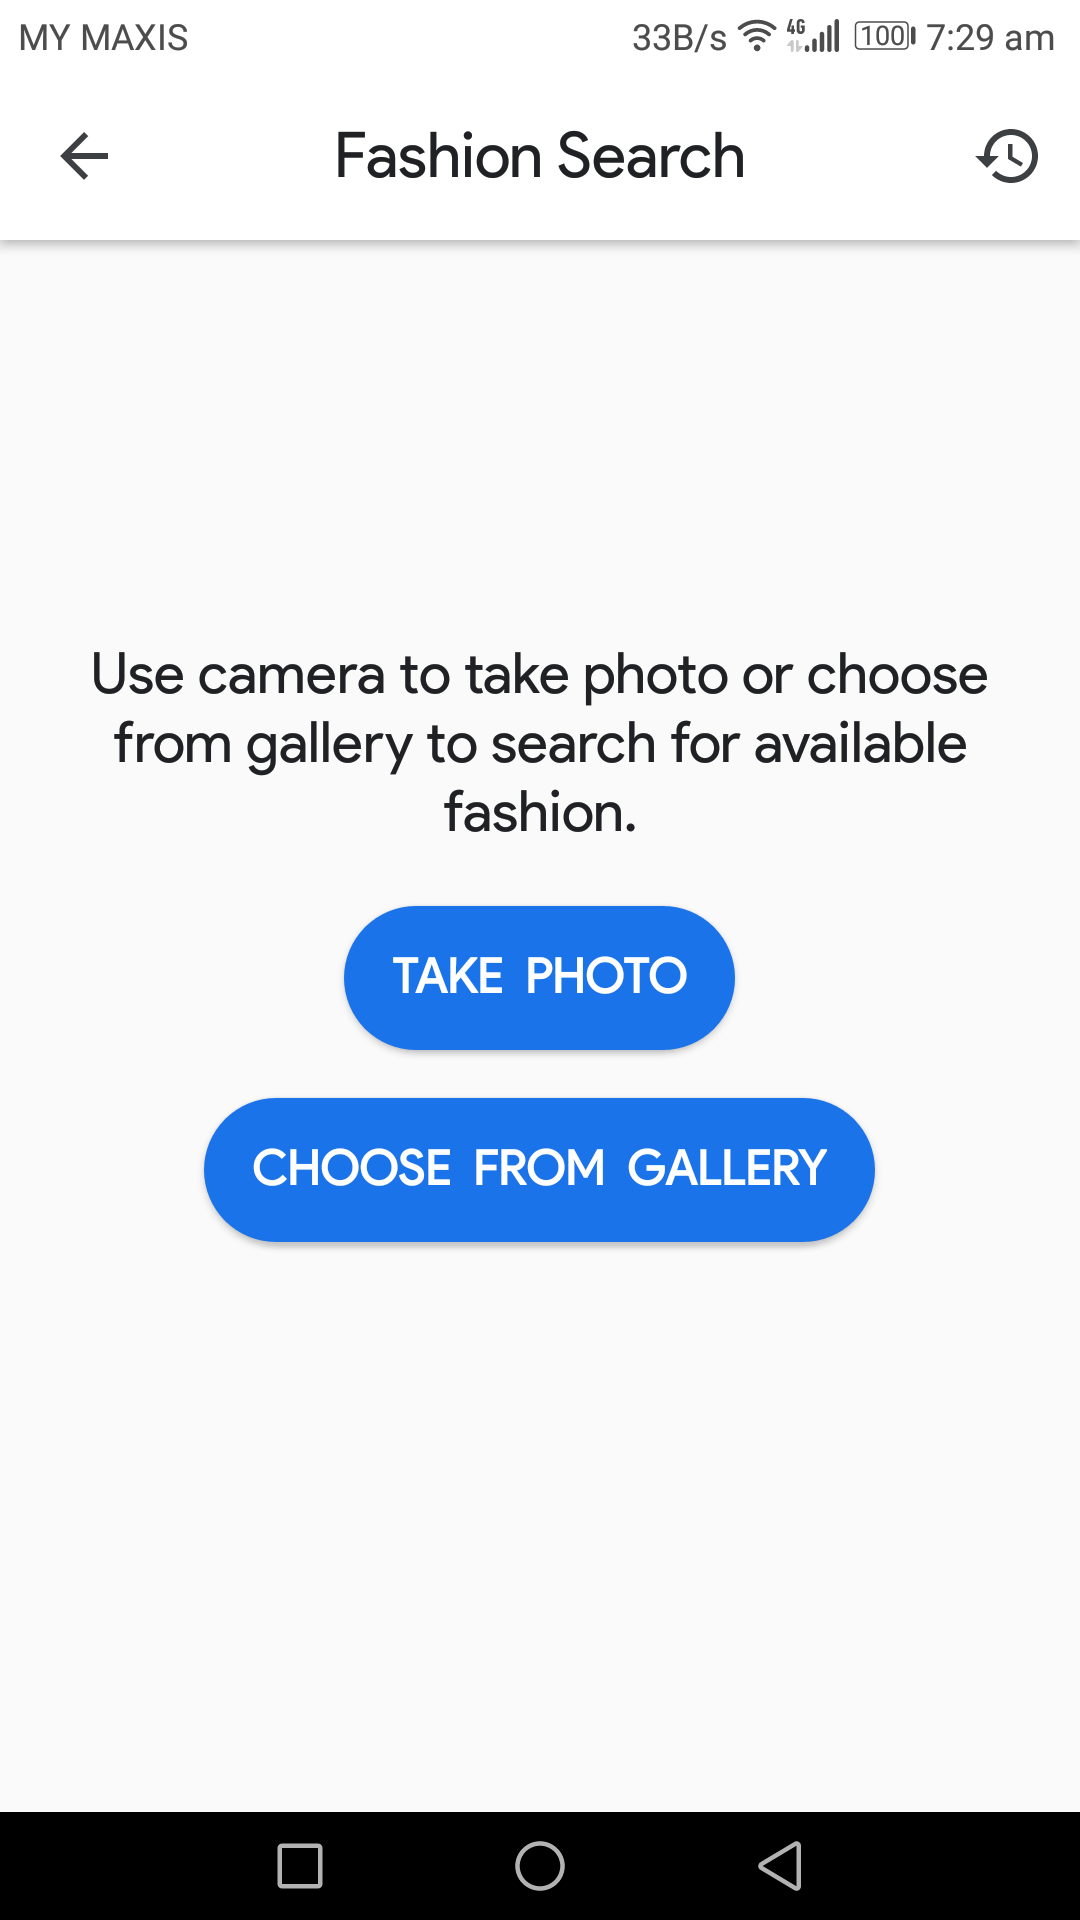 MY MAXIS 33B/s 4G 100 7:29 am
Fashion Search
Use camera to take photo or choose
from gallery to search for available
fashion.
TAKE PHOTO
CHOOSE FROM GALLERY